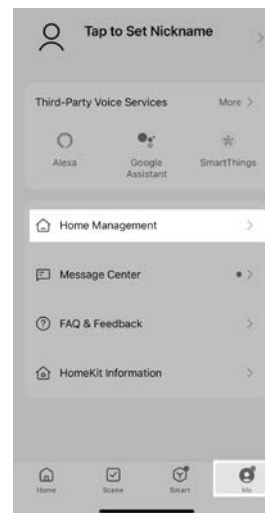 Tap to Set Nickname
Third-Party Voice Services More
Alexa Google Assistant SmartThings
Home Management
Message Center
FAQ & Feedback
HomeKit Information
Home Scene Smart Me